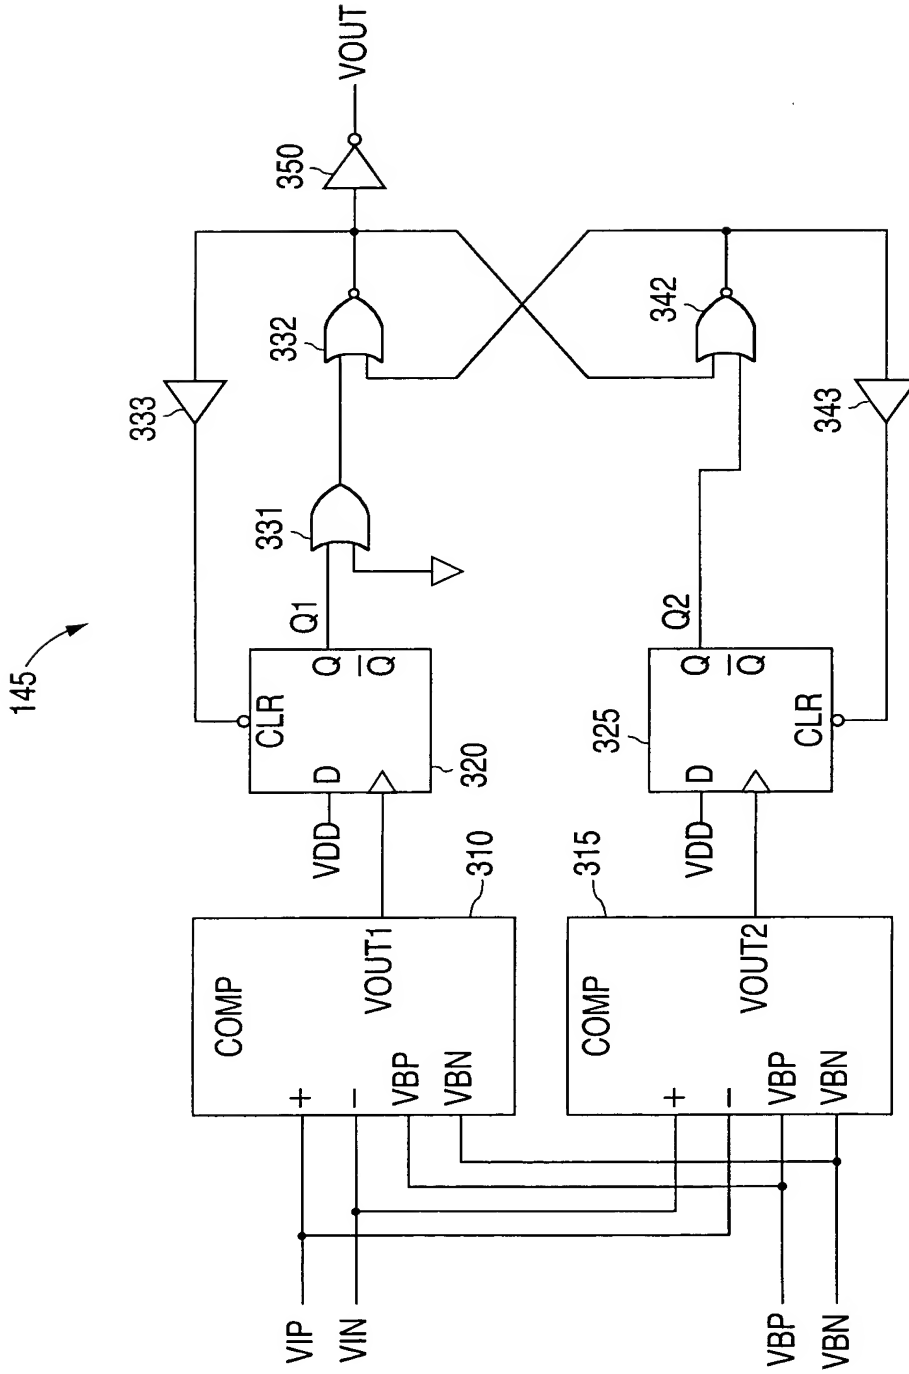 145
VIP
VIN
VBP
VBN
COMP
+
−
VBP
VBN
VOUT1
310
COMP
+
−
VBP
VBN
VOUT2
315
VDD
D
CLR
Q
Q̅
320
Q1
VDD
D
CLR
Q
Q̅
325
Q2
331
332
333
342
343
350
VOUT